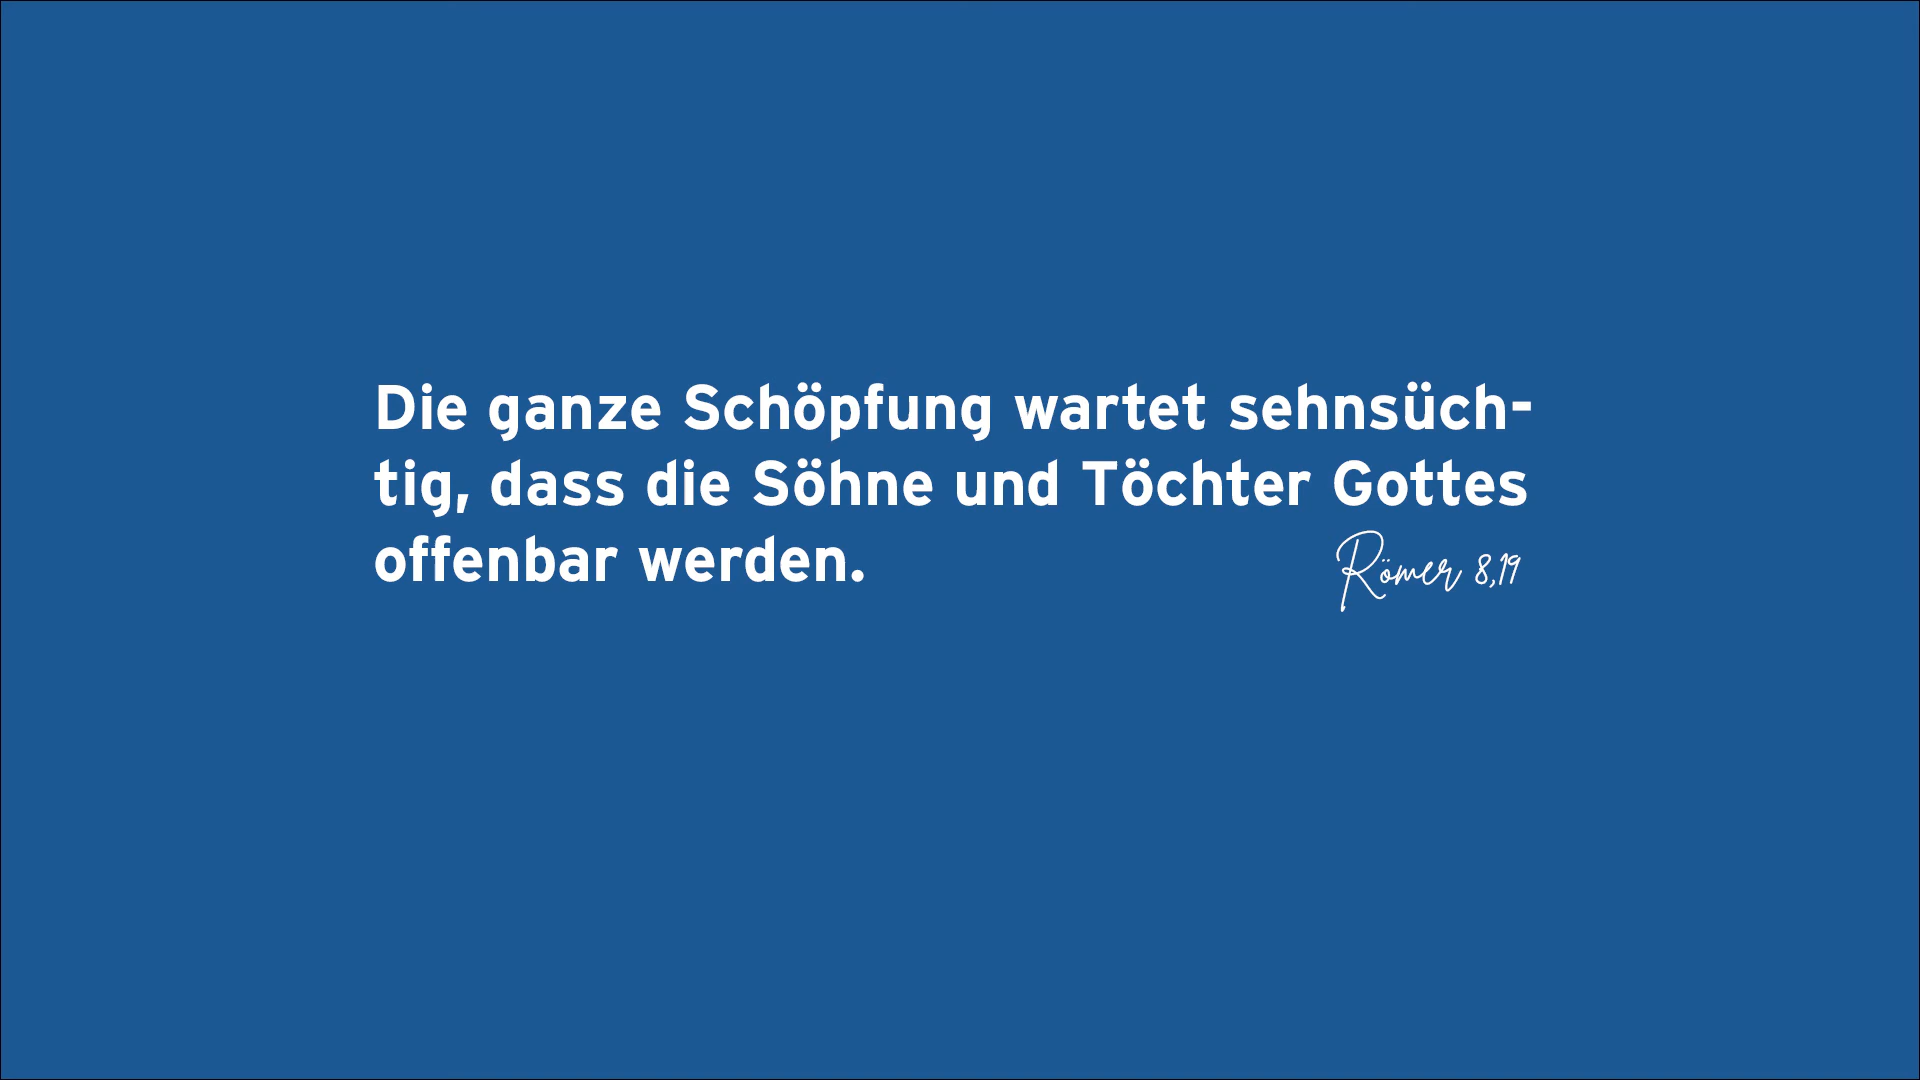 Die ganze Schöpfung wartet sehnsüch-
tig, dass die Söhne und Töchter Gottes
offenbar werden.
Römer 8,19